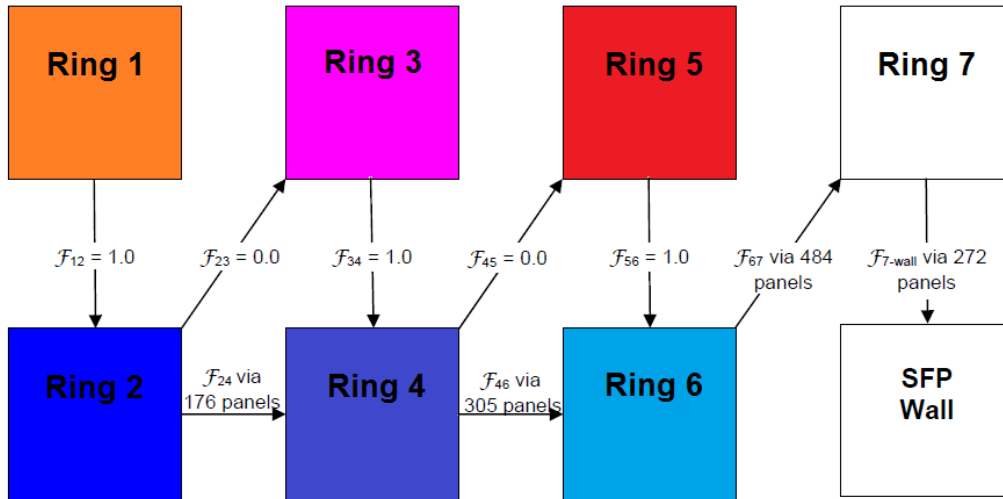 Ring 1
Ring 3
Ring 5
Ring 7
ℱ12 = 1.0
ℱ23 = 0.0
ℱ34 = 1.0
ℱ45 = 0.0
ℱ56 = 1.0
ℱ67 via 484
panels
ℱ7-wall via 272
panels
Ring 2
ℱ24 via
176 panels
Ring 4
ℱ46 via
305 panels
Ring 6
SFP
Wall